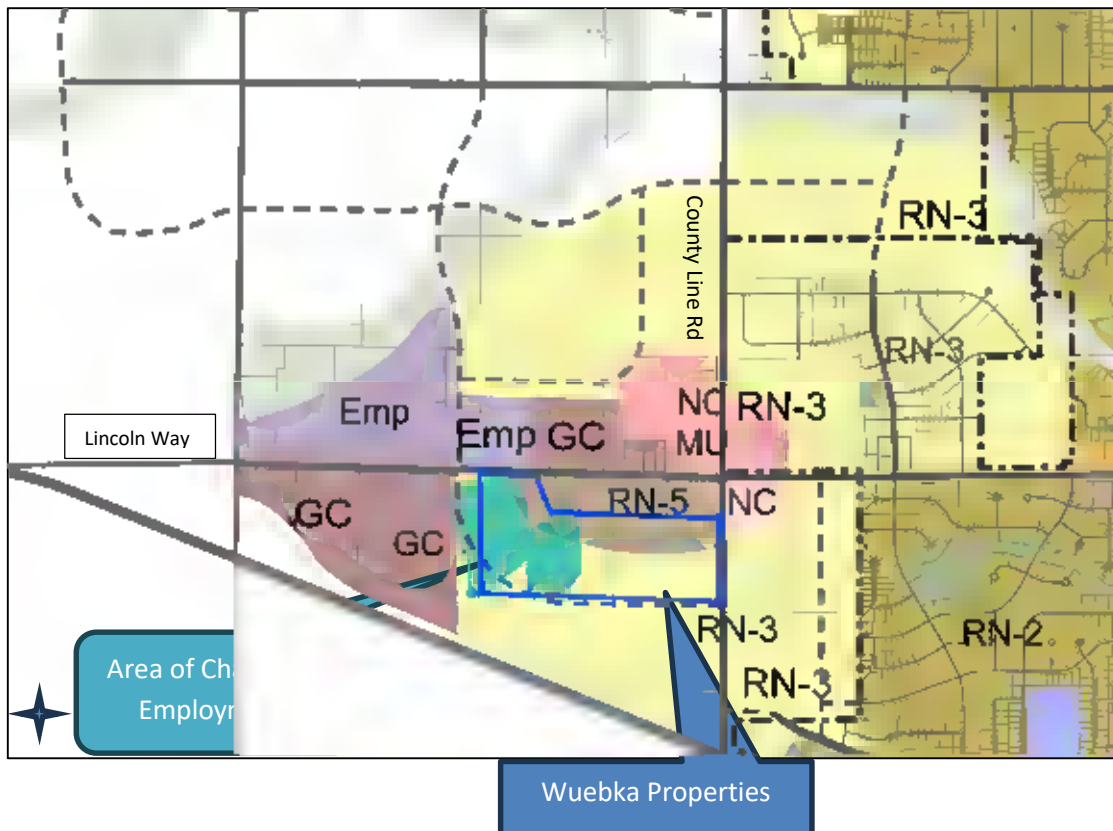 County Line Rd
RN-3
RN-3
Emp
NC
MU
RN-3
Emp GC
Lincoln Way
GC
GC
RN-5
NC
RN-3
RN-2
RN-3
Area of Ch
Employ
Wuebka Properties